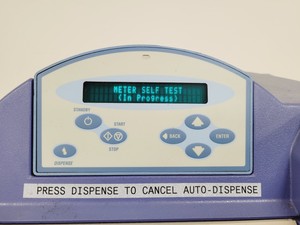 METER SELF TEST
(In Progress)
STANDBY
START
BACK
ENTER
STOP
DISPENSE
PRESS DISPENSE TO CANCEL AUTO-DISPENSE